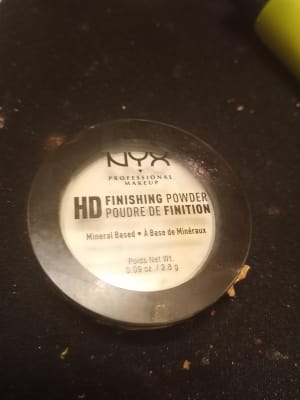 NYX
PROFESSIONAL
MAKEUP
HD FINISHING POWDER
POUDRE DE FINITION
Mineral Based • À Base de Minéraux
Poids Net Wt.
0.09 oz. / 2.8 g